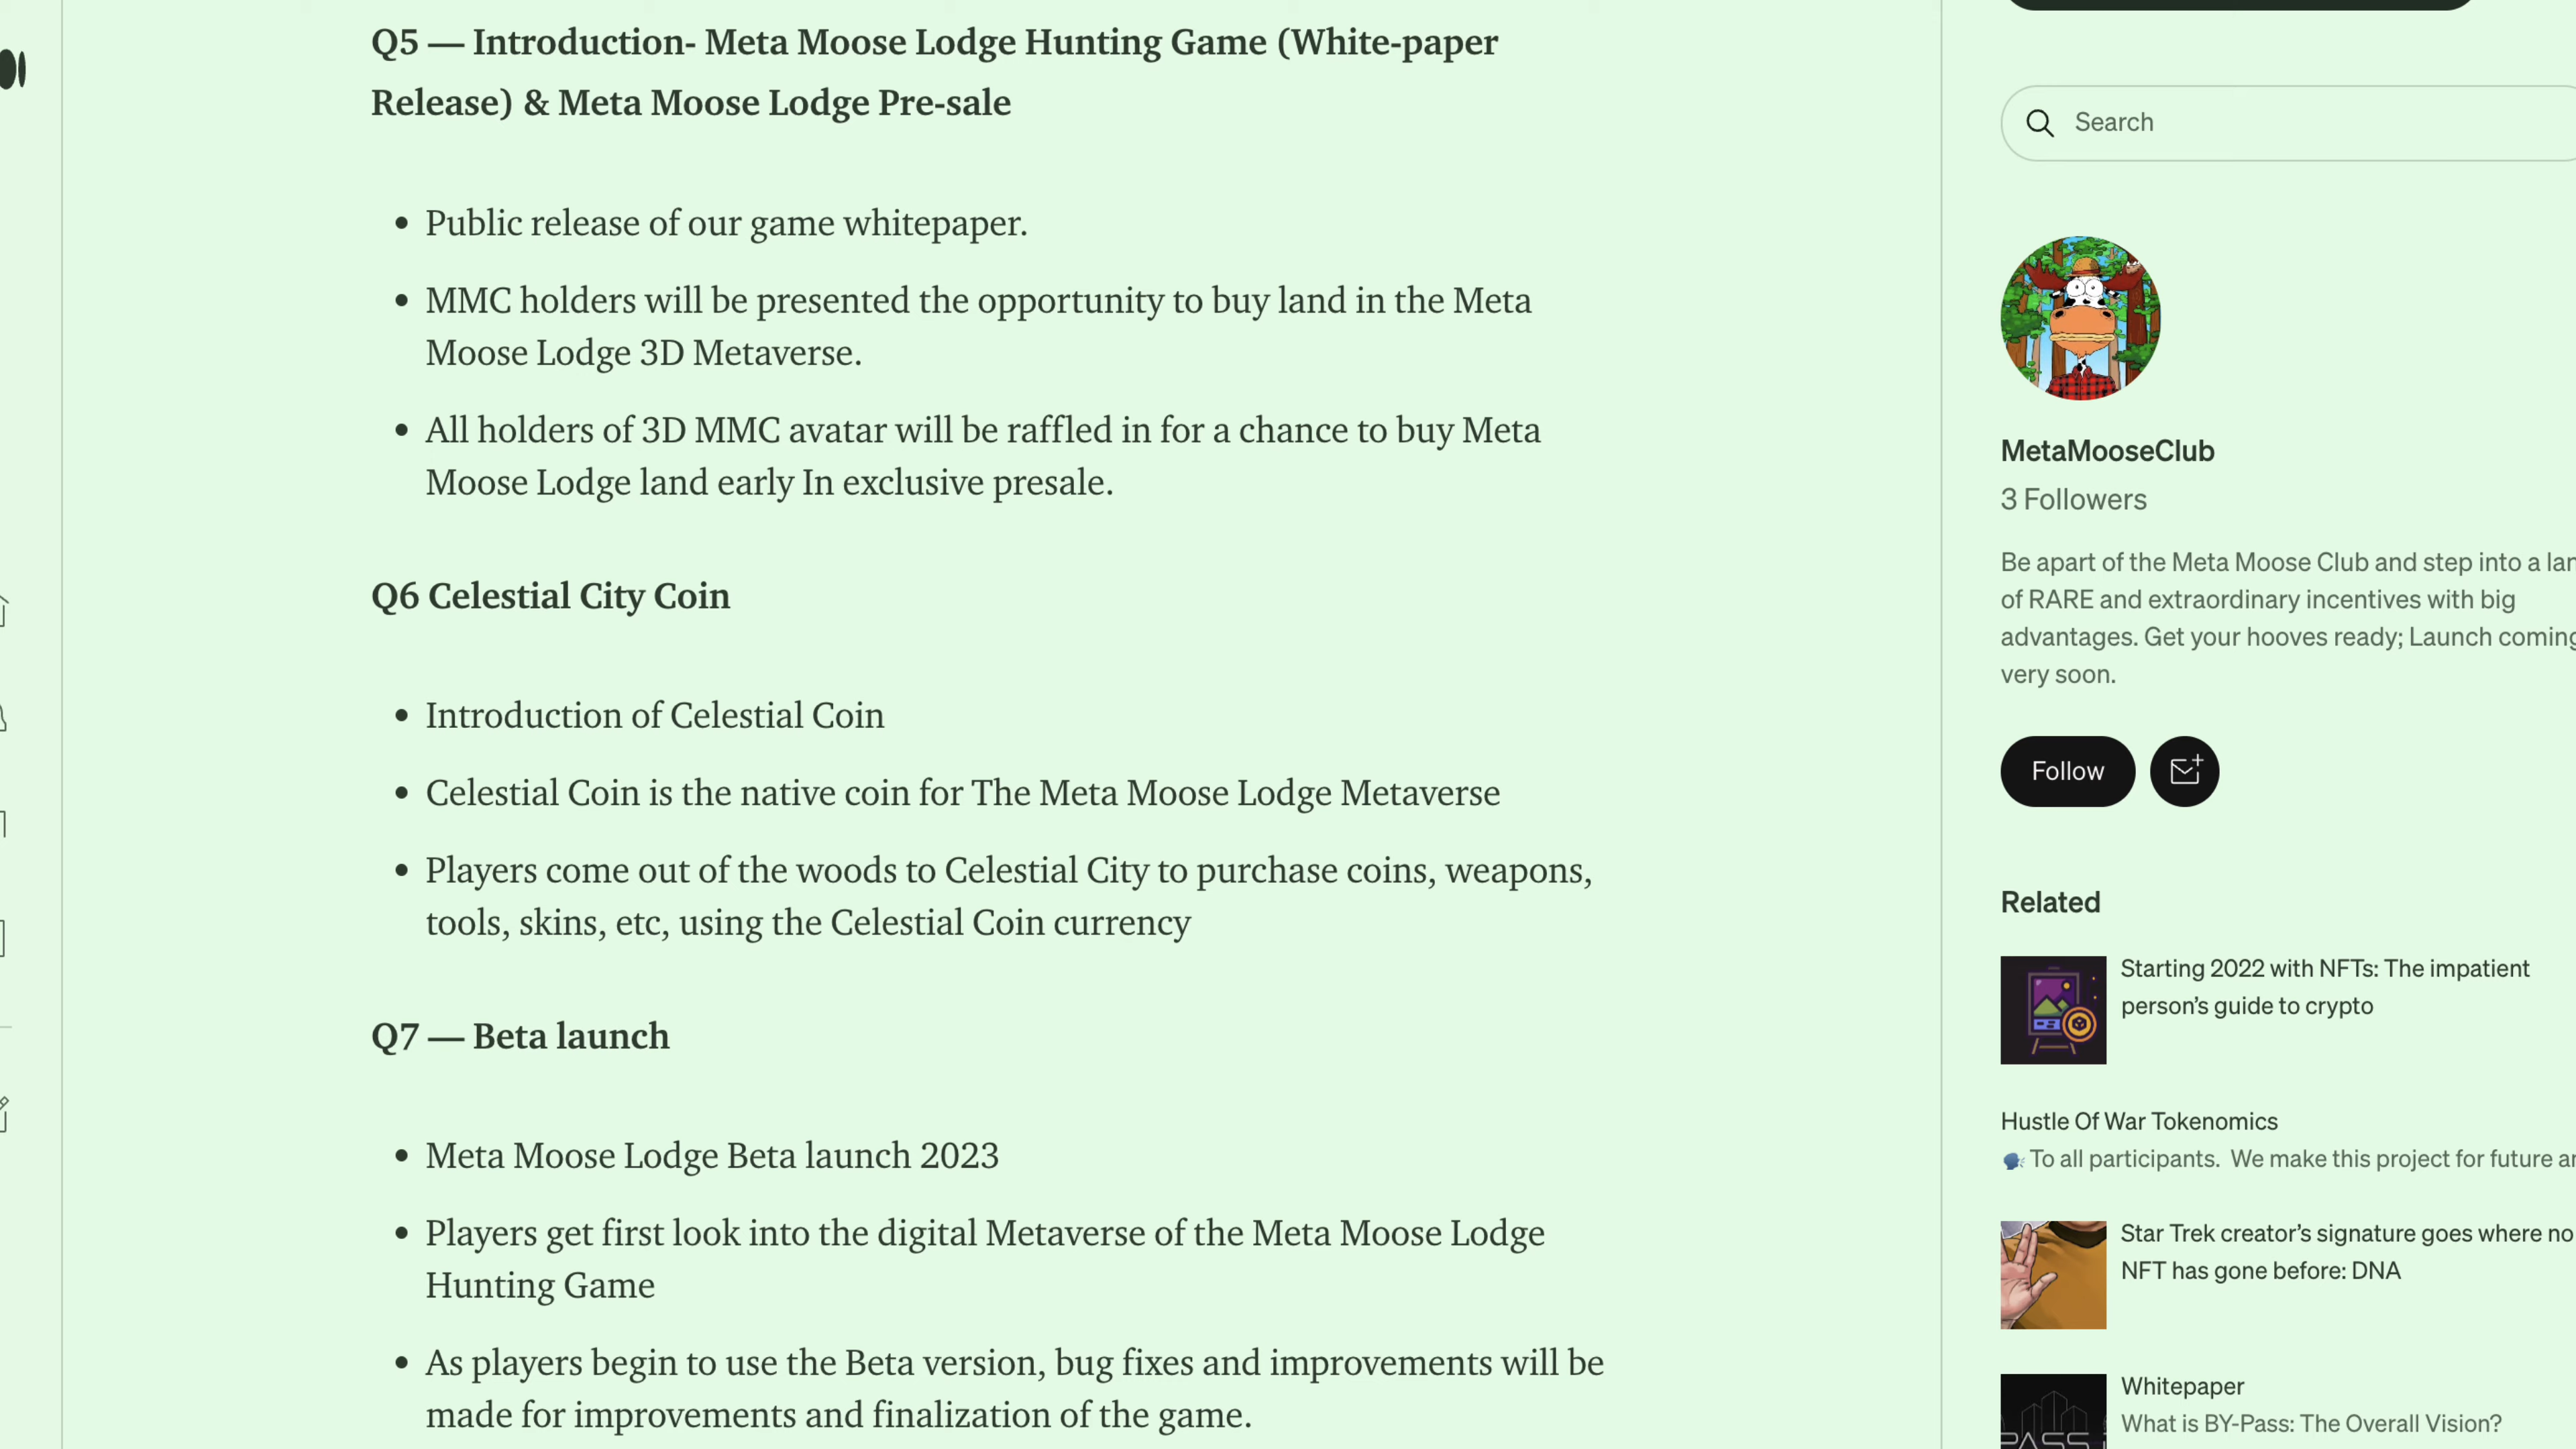 Q5 — Introduction- Meta Moose Lodge Hunting Game (White-paper
Release) & Meta Moose Lodge Pre-sale
• Public release of our game whitepaper.
• MMC holders will be presented the opportunity to buy land in the Meta
Moose Lodge 3D Metaverse.
• All holders of 3D MMC avatar will be raffled in for a chance to buy Meta
Moose Lodge land early In exclusive presale.
Q6 Celestial City Coin
• Introduction of Celestial Coin
• Celestial Coin is the native coin for The Meta Moose Lodge Metaverse
• Players come out of the woods to Celestial City to purchase coins, weapons,
tools, skins, etc, using the Celestial Coin currency
Q7 — Beta launch
• Meta Moose Lodge Beta launch 2023
• Players get first look into the digital Metaverse of the Meta Moose Lodge
Hunting Game
• As players begin to use the Beta version, bug fixes and improvements will be
made for improvements and finalization of the game.
Search
MetaMooseClub
3 Followers
Be apart of the Meta Moose Club and step into a
of RARE and extraordinary incentives with big
advantages. Get your hooves ready; Launch coming
very soon.
Follow
Related
Starting 2022 with NFTs: The impatient
person's guide to crypto
Hustle Of War Tokenomics
To all participants. We make this project for future
Star Trek creator's signature goes where no
NFT has gone before: DNA
Whitepaper
What is BY-Pass: The Overall Vision?
PASS